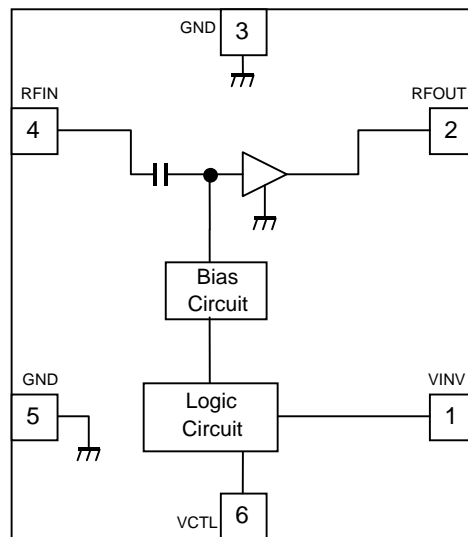 GND
3
RFIN
4
RFOUT
2
Bias
Circuit
GND
5
Logic
Circuit
VINV
1
VCTL
6